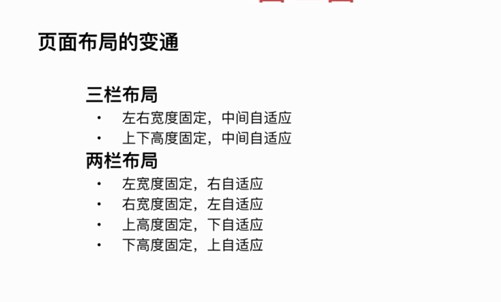 页面布局的变通
三栏布局
• 左右宽度固定，中间自适应
• 上下高度固定，中间自适应
两栏布局
• 左宽度固定，右自适应
• 右宽度固定，左自适应
• 上高度固定，下自适应
• 下高度固定，上自适应